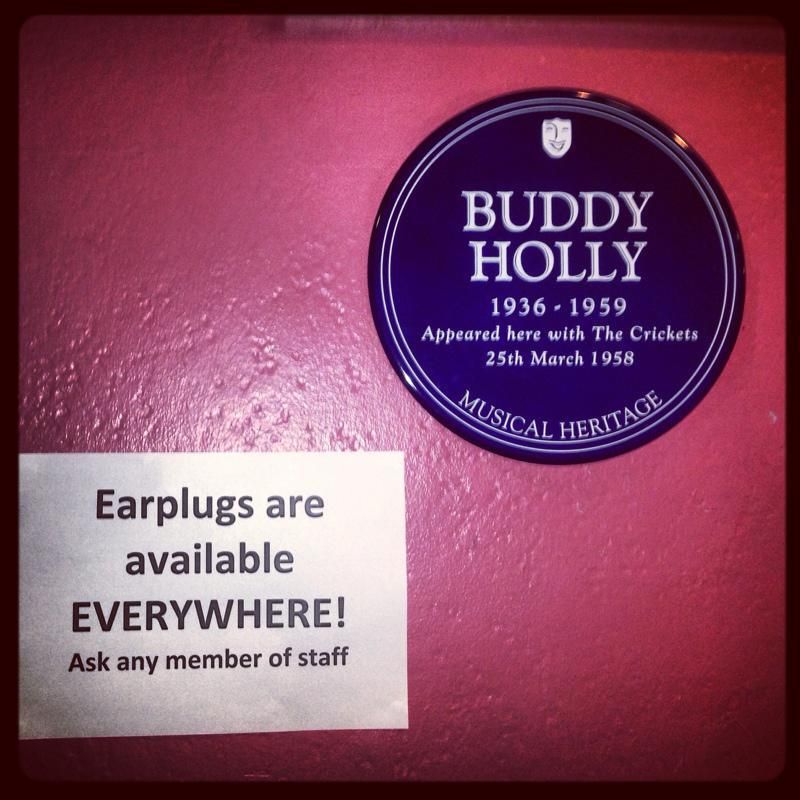 BUDDY
HOLLY
1936 - 1959
Appeared here with The Crickets
25th March 1958
MUSICAL HERITAGE
Earplugs are
available
EVERYWHERE!
Ask any member of staff